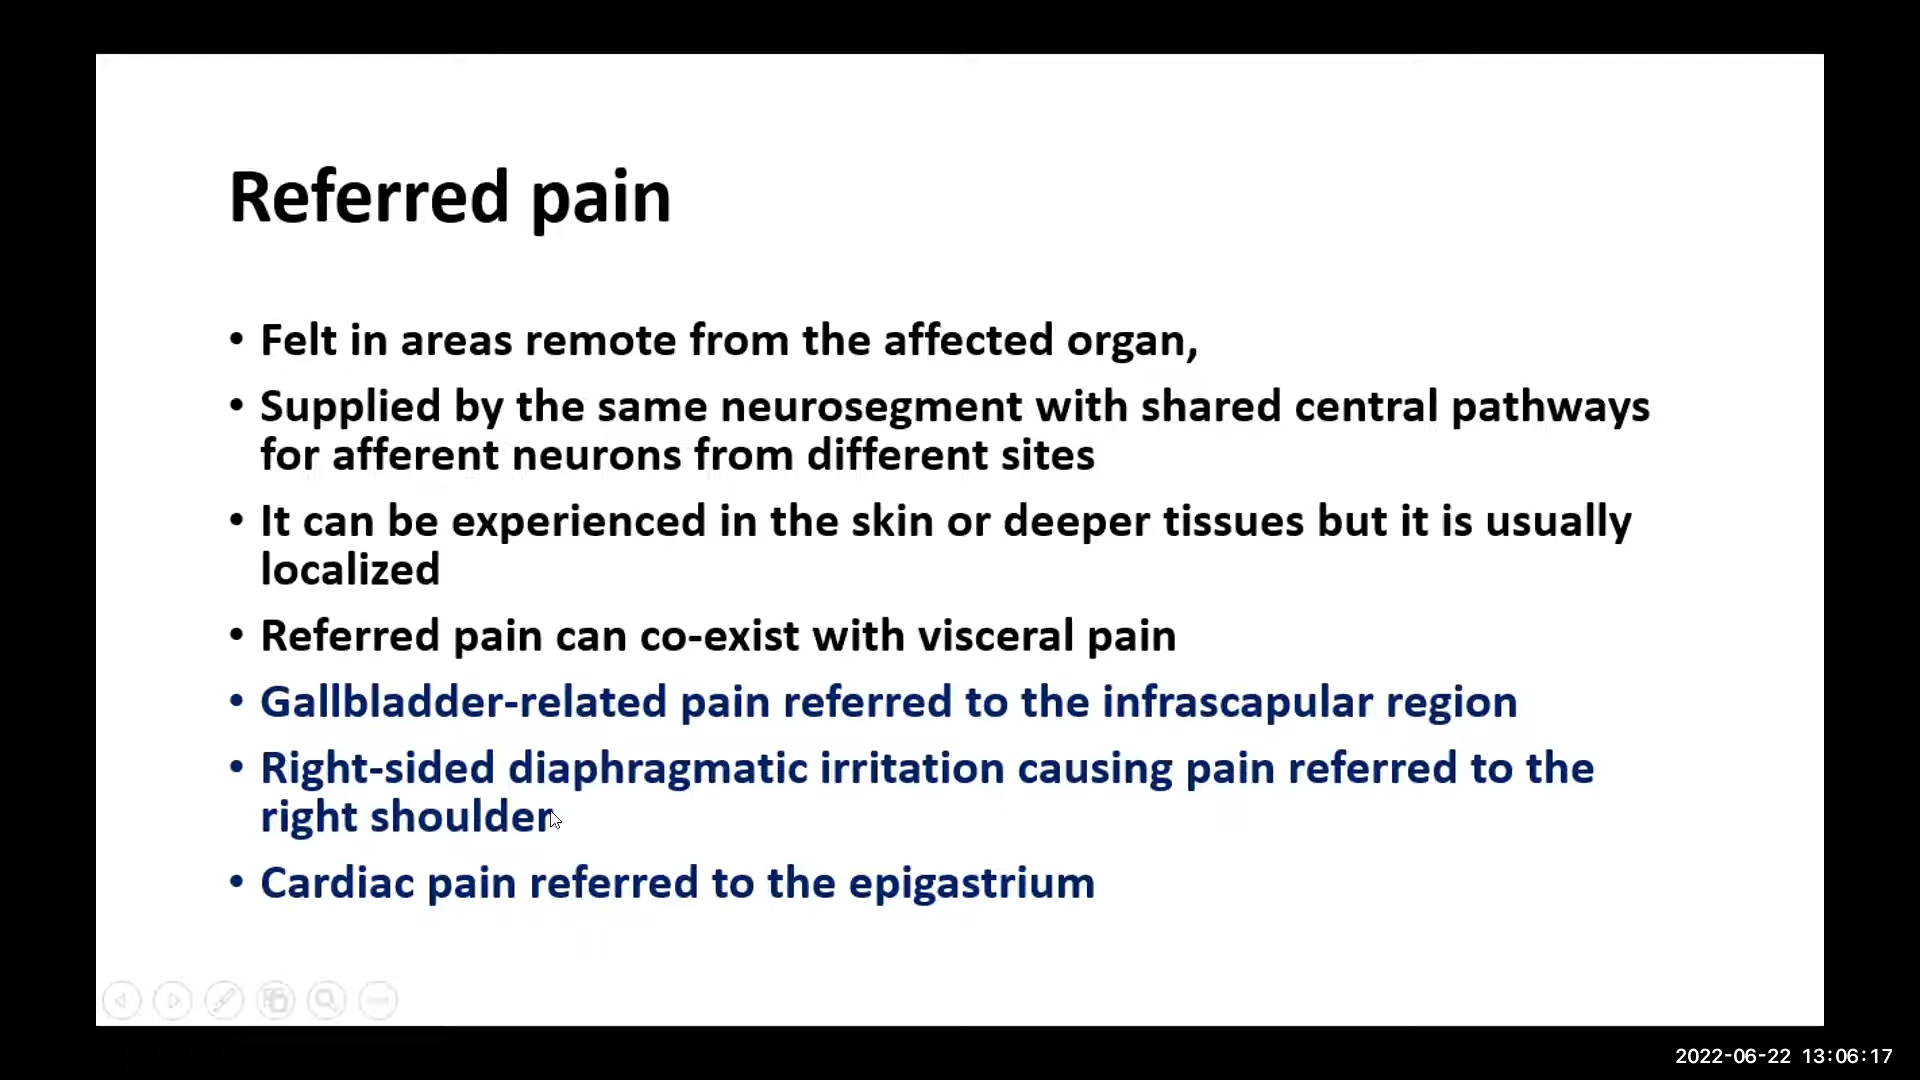 Referred pain
• Felt in areas remote from the affected organ,
• Supplied by the same neurosegment with shared central pathways
for afferent neurons from different sites
• It can be experienced in the skin or deeper tissues but it is usually
localized
• Referred pain can co-exist with visceral pain
• Gallbladder-related pain referred to the infrascapular region
• Right-sided diaphragmatic irritation causing pain referred to the
right shoulder
• Cardiac pain referred to the epigastrium
2022-06-22 13:06:17